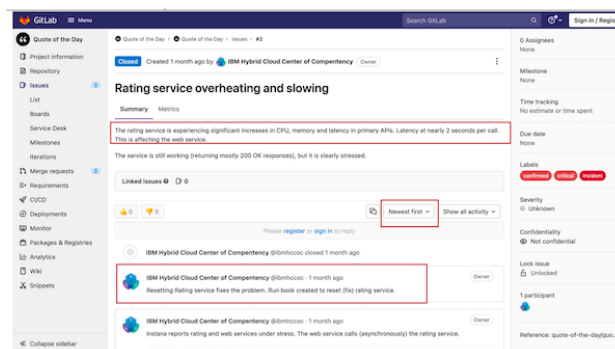 GitLab Menu
Search GitLab
Sign in / Regis
Quote of the Day
Project information
Repository
Issues 0
List
Boards
Service Desk
Milestones
Iterations
Merge requests 0
Requirements
CI/CD
Deployments
Monitor
Packages & Registries
Analytics
Wiki
Snippets
Collapse sidebar
Quote of the Day > Quote of the Day > Issues > #2
Closed Created 1 month ago by IBM Hybrid Cloud Center of Compentency Owner
Rating service overheating and slowing
Summary Metrics
The rating service is experiencing significant increases in CPU, memory and latency in primary APIs. Latency at nearly 2 seconds per call.
This is affecting the web service.
The service is still working (returning mostly 200 OK responses), but it is clearly stressed.
Linked issues 0
0 0
Newest first Show all activity
Please register or sign in to reply
IBM Hybrid Cloud Center of Compentency @ibmhccoc closed 1 month ago
IBM Hybrid Cloud Center of Compentency @ibmhccoc · 1 month ago Owner
Resetting Rating service fixes the problem. Run book created to reset (fix) rating service.
IBM Hybrid Cloud Center of Compentency @ibmhccoc · 1 month ago Owner
Instana reports rating and web services under stress. The web service calls (asynchronously) the rating service.
0 Assignees
None
Milestone
None
Time tracking
No estimate or time spent
Due date
None
Labels
confirmed critical incident
Severity
Unknown
Confidentiality
Not confidential
Lock issue
Unlocked
1 participant
Reference: quote-of-the-day/quo